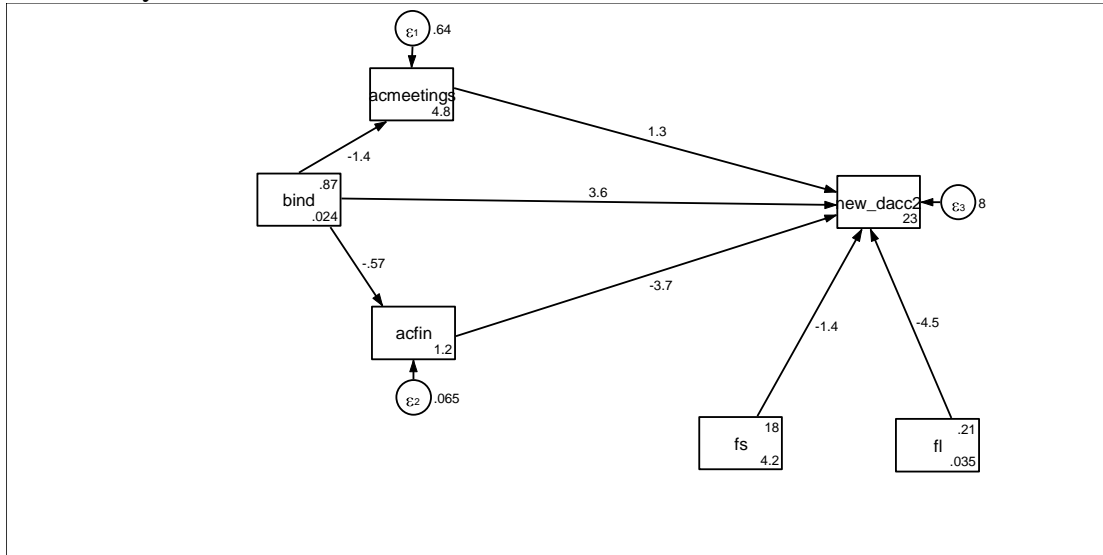 ε1 .64
acmeetings
4.8
-1.4
1.3
.87
bind
.024
3.6
new_dacc2
23
ε3 8
-.57
-3.7
acfin
1.2
-1.4
-4.5
ε2 .065
18
fs
4.2
.21
fl
.035